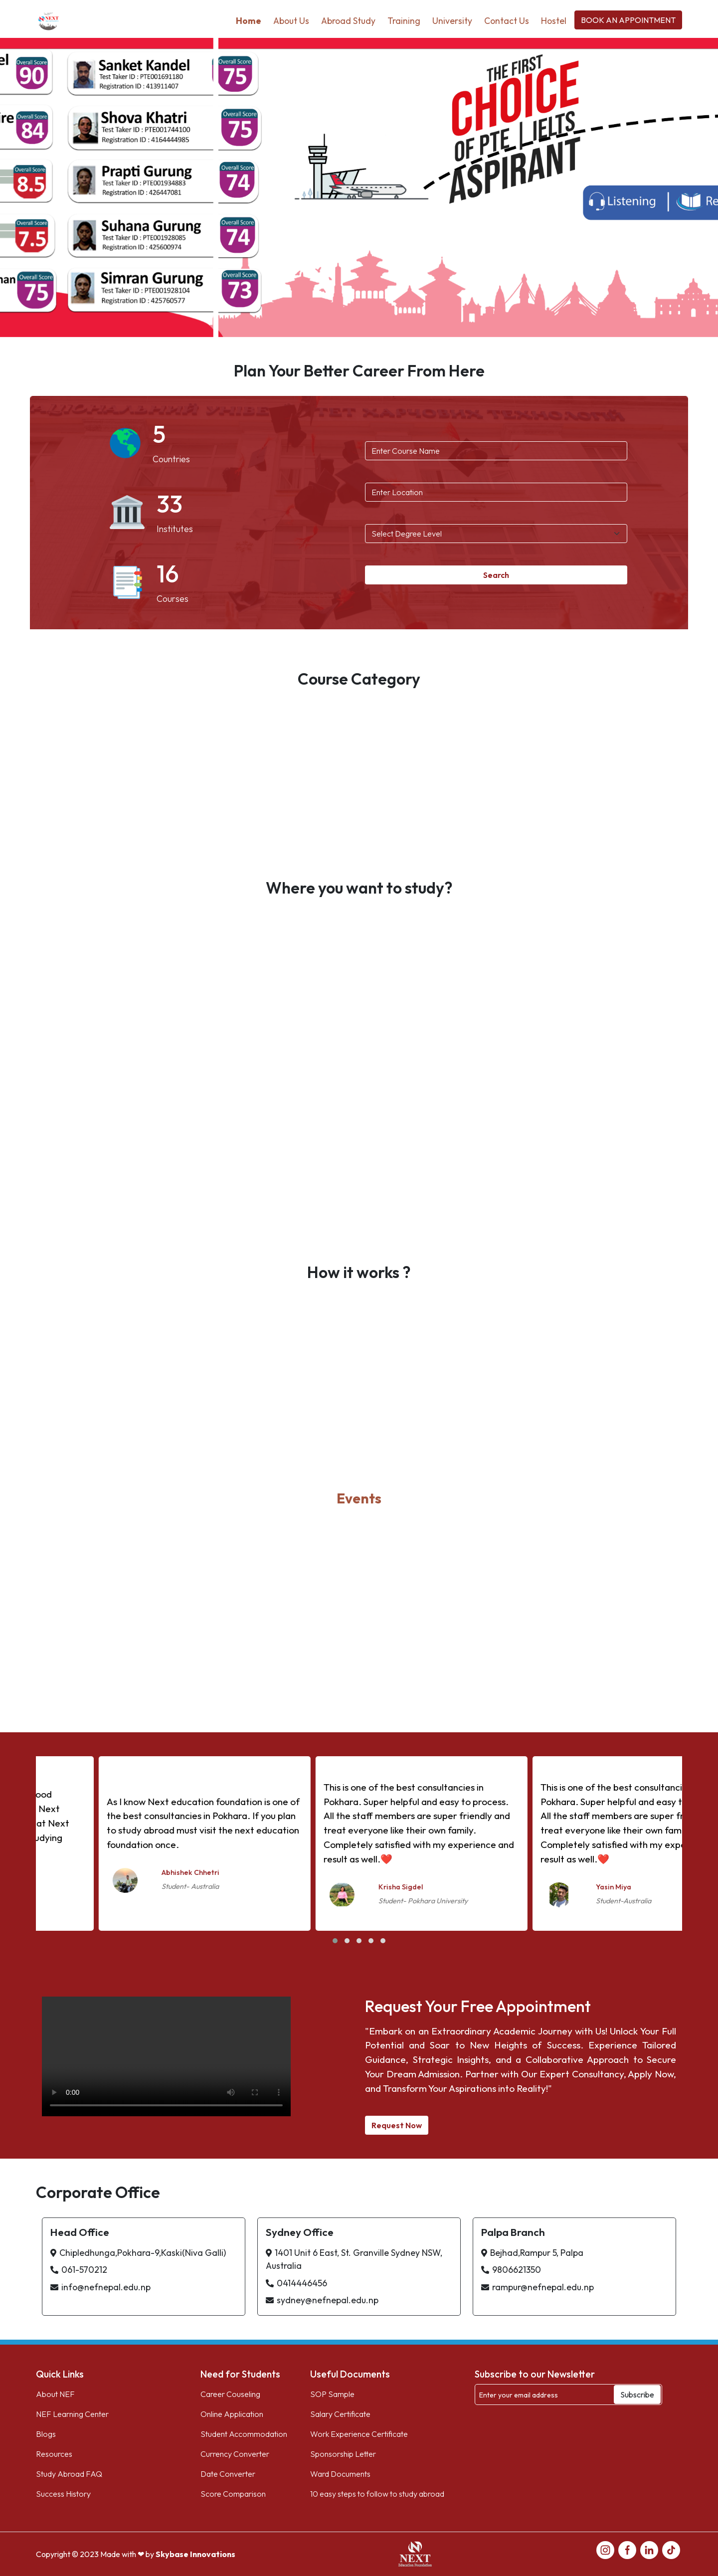 NEXT
Home About Us Abroad Study Training University Contact Us Hostel BOOK AN APPOINTMENT
el
Overall Score
90
Sanket Kandel
Test Taker ID : PTE001691180
Registration ID : 413911407
Overall Score
75
ire
Overall Score
84
Shova Khatri
Test Taker ID : PTE001744100
Registration ID : 4164444985
Overall Score
75
Overall Score
8.5
Prapti Gurung
Test Taker ID : PTE001934883
Registration ID : 426447081
Overall Score
74
Overall Score
7.5
Suhana Gurung
Test Taker ID : PTE001928085
Registration ID : 425600974
Overall Score
74
han
Overall Score
75
Simran Gurung
Test Taker ID : PTE001928104
Registration ID : 425760577
Overall Score
73
THE FIRST
CHOICE
OF PTE | IELTS
ASPIRANT
Listening | Re
Plan Your Better Career From Here
5
Countries
33
Institutes
16
Courses
Enter Course Name
Enter Location
Select Degree Level
Search
Course Category
Where you want to study?
How it works ?
Events
ood
Next
at Next
udying
As I know Next education foundation is one of
the best consultancies in Pokhara. If you plan
to study abroad must visit the next education
foundation once.
Abhishek Chhetri
Student- Australia
This is one of the best consultancies in
Pokhara. Super helpful and easy to process.
All the staff members are super friendly and
treat everyone like their own family.
Completely satisfied with my experience and
result as well.❤️
Krisha Sigdel
Student- Pokhara University
This is one of the best consultanci
Pokhara. Super helpful and easy t
All the staff members are super fr
treat everyone like their own fam
Completely satisfied with my exp
result as well.❤️
Yasin Miya
Student-Australia
0:00
Request Your Free Appointment
"Embark on an Extraordinary Academic Journey with Us! Unlock Your Full
Potential and Soar to New Heights of Success. Experience Tailored
Guidance, Strategic Insights, and a Collaborative Approach to Secure
Your Dream Admission. Partner with Our Expert Consultancy, Apply Now,
and Transform Your Aspirations into Reality!"
Request Now
Corporate Office
Head Office
Chipledhunga,Pokhara-9,Kaski(Niva Galli)
061-570212
info@nefnepal.edu.np
Sydney Office
1401 Unit 6 East, St. Granville Sydney NSW,
Australia
0414446456
sydney@nefnepal.edu.np
Palpa Branch
Bejhad,Rampur 5, Palpa
9806621350
rampur@nefnepal.edu.np
Quick Links
About NEF
NEF Learning Center
Blogs
Resources
Study Abroad FAQ
Success History
Need for Students
Career Couseling
Online Application
Student Accommodation
Currency Converter
Date Converter
Score Comparison
Useful Documents
SOP Sample
Salary Certificate
Work Experience Certificate
Sponsorship Letter
Ward Documents
10 easy steps to follow to study abroad
Subscribe to our Newsletter
Enter your email address
Subscribe
Copyright © 2023 Made with ❤ by Skybase Innovations
NEXT
Education Foundation